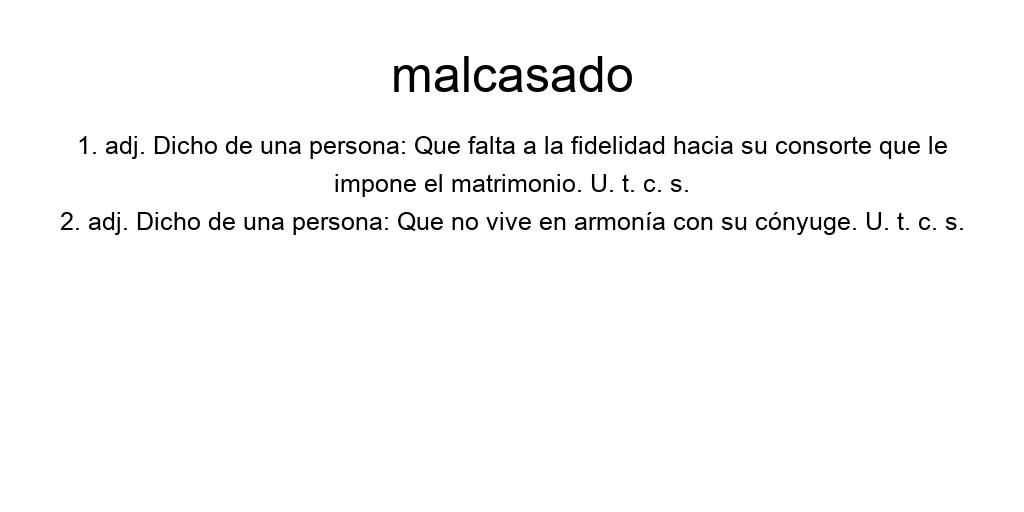 malcasado
1. adj. Dicho de una persona: Que falta a la fidelidad hacia su consorte que le
impone el matrimonio. U. t. c. s.
2. adj. Dicho de una persona: Que no vive en armonía con su cónyuge. U. t. c. s.